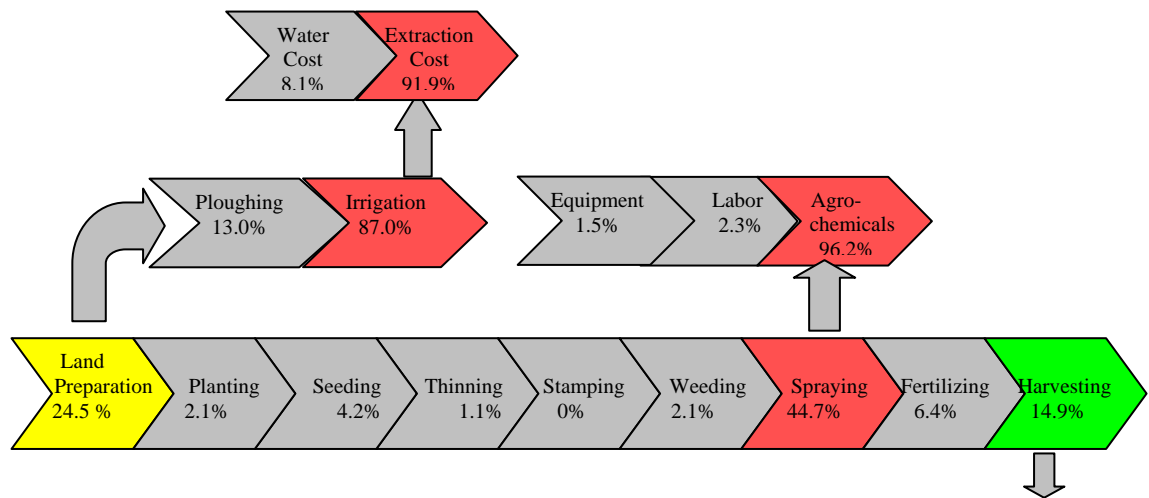 Water
Cost
8.1%
Extraction
Cost
91.9%
Ploughing
13.0%
Irrigation
87.0%
Equipment
1.5%
Labor
2.3%
Agro-
chemicals
96.2%
Land
Preparation
24.5 %
Planting
2.1%
Seeding
4.2%
Thinning
1.1%
Stamping
0%
Weeding
2.1%
Spraying
44.7%
Fertilizing
6.4%
Harvesting
14.9%